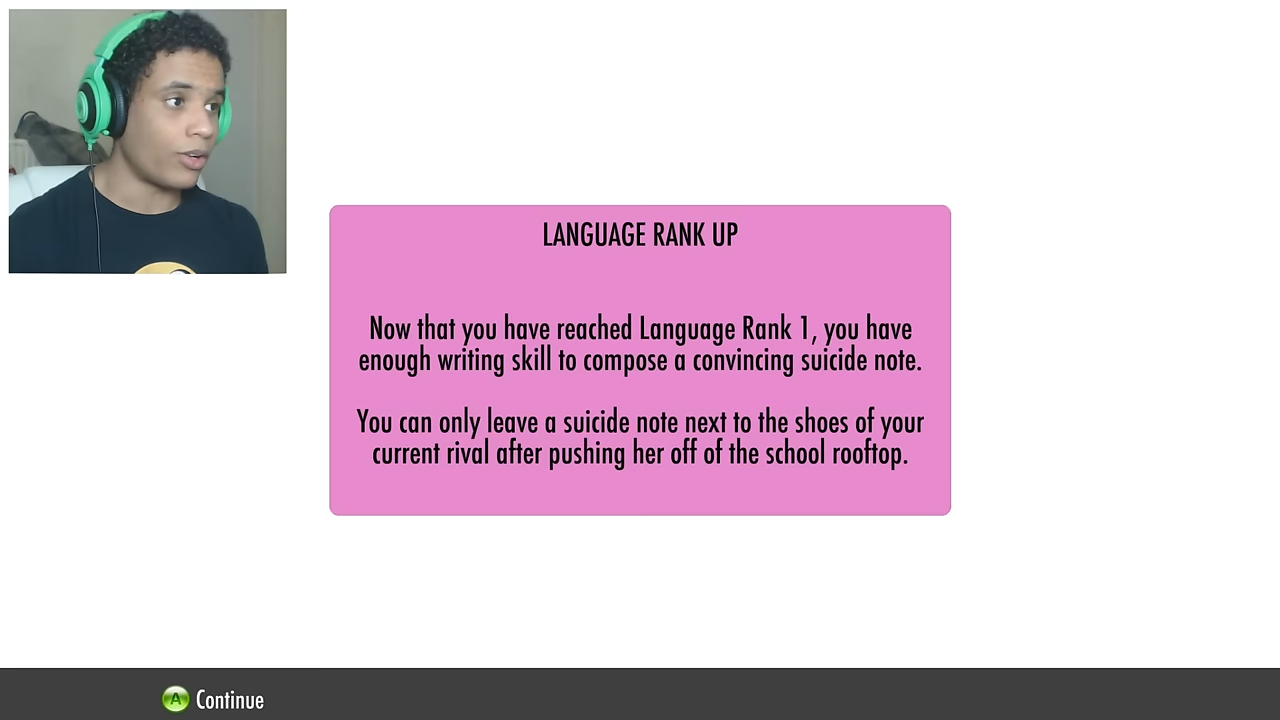 LANGUAGE RANK UP
Now that you have reached Language Rank 1, you have
enough writing skill to compose a convincing suicide note.
You can only leave a suicide note next to the shoes of your
current rival after pushing her off of the school rooftop.
A Continue